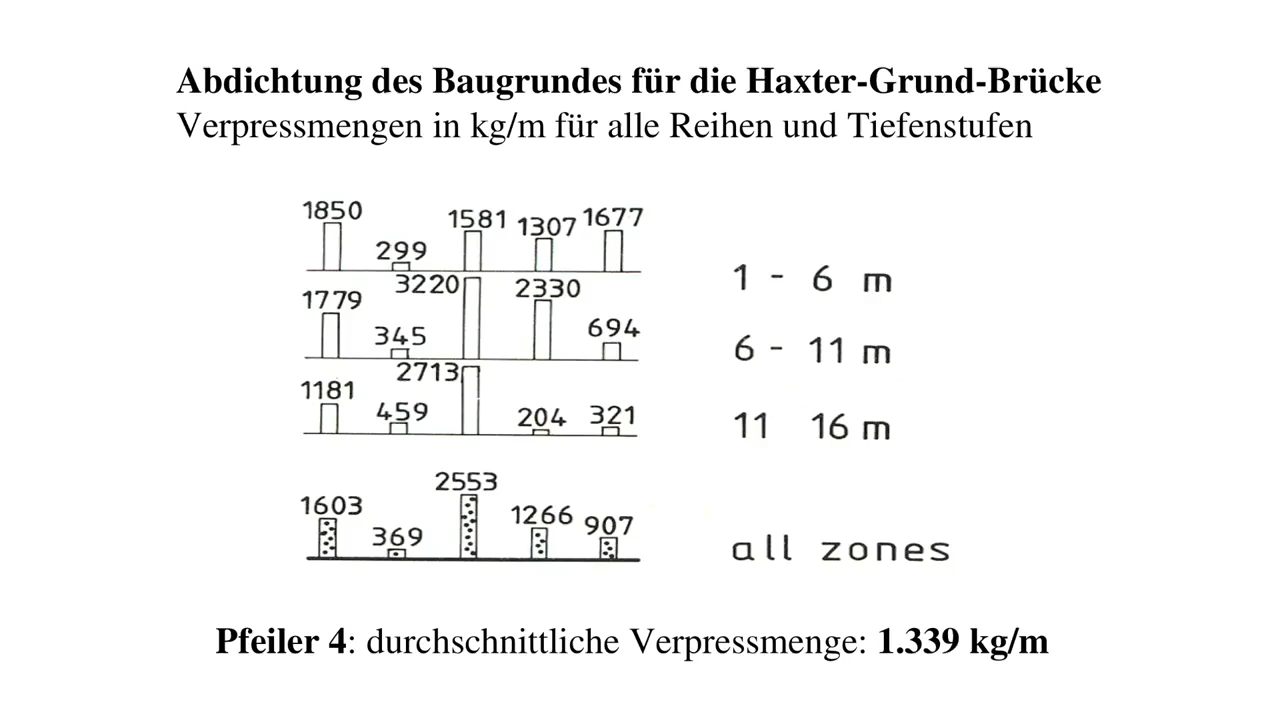 Abdichtung des Baugrundes für die Haxter-Grund-Brücke
Verpressmengen in kg/m für alle Reihen und Tiefenstufen
1850 299 1581 1307 1677
1 - 6 m
1779 345 3220 2330 694
6 - 11 m
1181 459 2713 204 321
11 16 m
1603 369 2553 1266 907
all zones
Pfeiler 4: durchschnittliche Verpressmenge: 1.339 kg/m